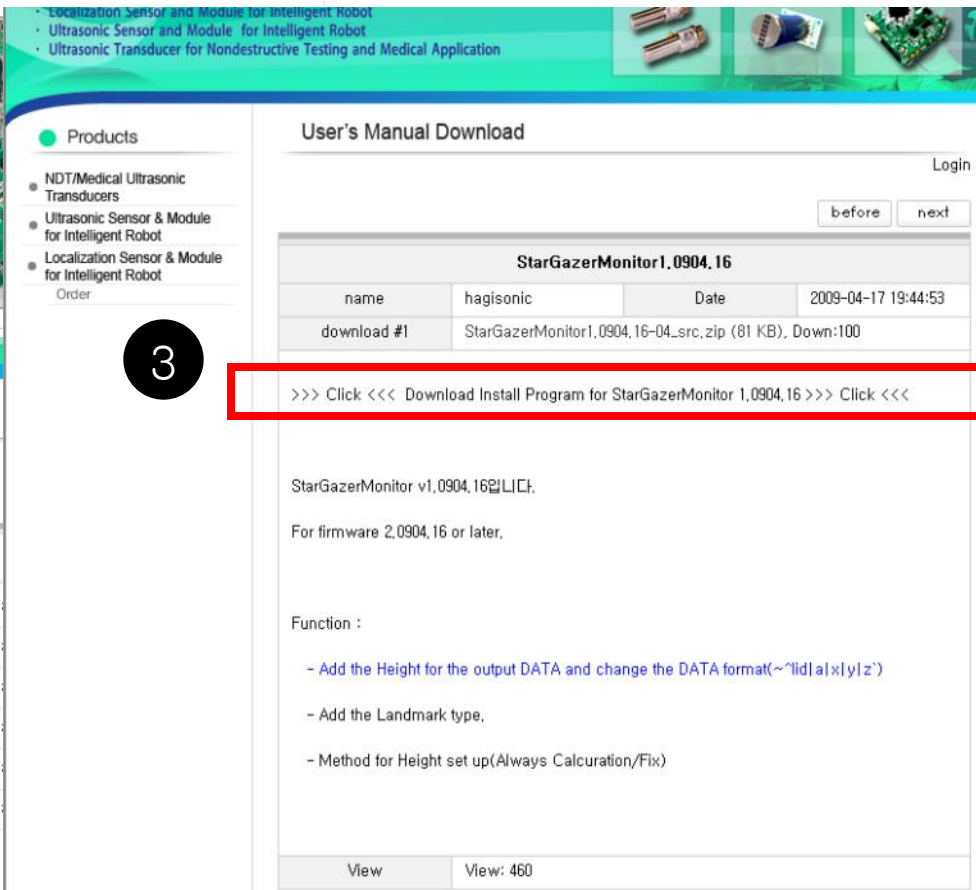 · Localization Sensor and Module for Intelligent Robot
· Ultrasonic Sensor and Module for Intelligent Robot
· Ultrasonic Transducer for Nondestructive Testing and Medical Application
Products
NDT/Medical Ultrasonic
Transducers
Ultrasonic Sensor & Module
for Intelligent Robot
Localization Sensor & Module
for Intelligent Robot
Order
3
User's Manual Download
Login
before next
StarGazerMonitor1.0904.16
name hagisonic Date 2009-04-17 19:44:53
download #1 StarGazerMonitor1.0904.16-04_src.zip (81 KB), Down:100
>>> Click <<< Download Install Program for StarGazerMonitor 1.0904.16 >>> Click <<<
StarGazerMonitor v1.0904.16입니다.
For firmware 2.0904.16 or later.
Function :
- Add the Height for the output DATA and change the DATA format(~^Iid|a|x|y|z`)
- Add the Landmark type.
- Method for Height set up(Always Calcuration/Fix)
View View: 460